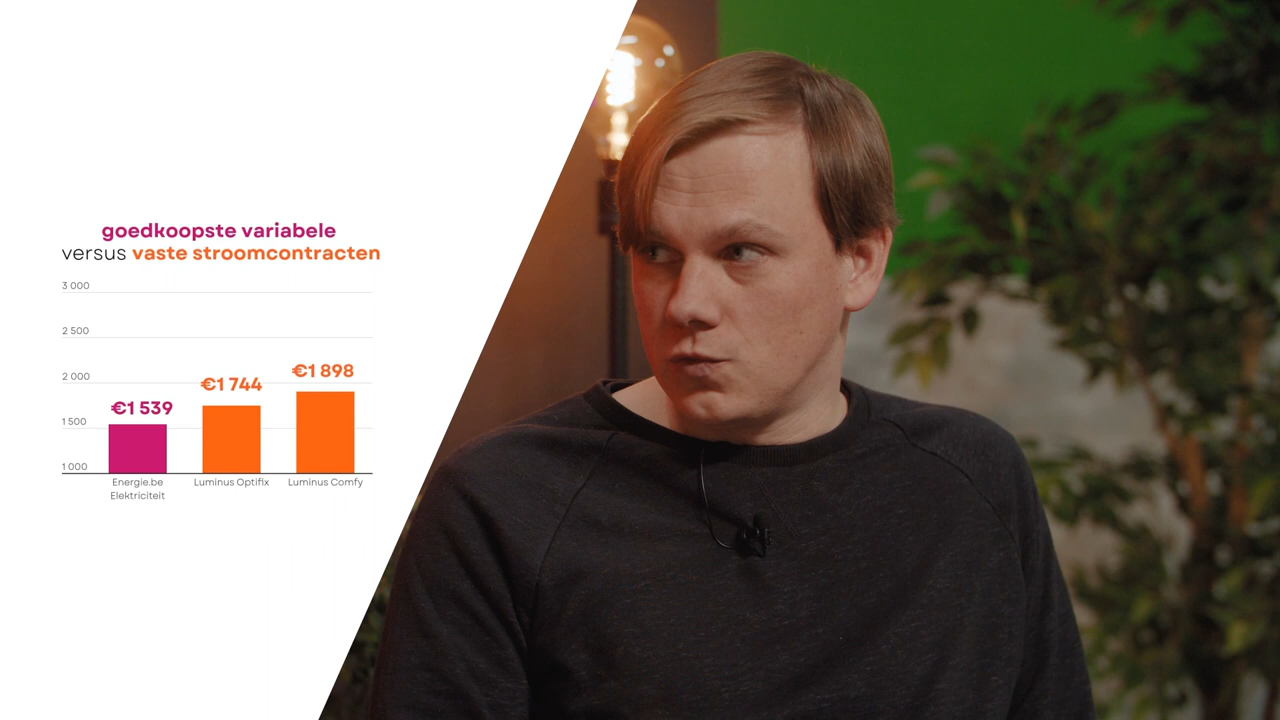 goedkoopste variabele
versus vaste stroomcontracten
3 000
2 500
2 000
1 500
1 000
€1 539
€1 744
€1 898
Energie.be
Elektriciteit
Luminus Optifix
Luminus Comfy